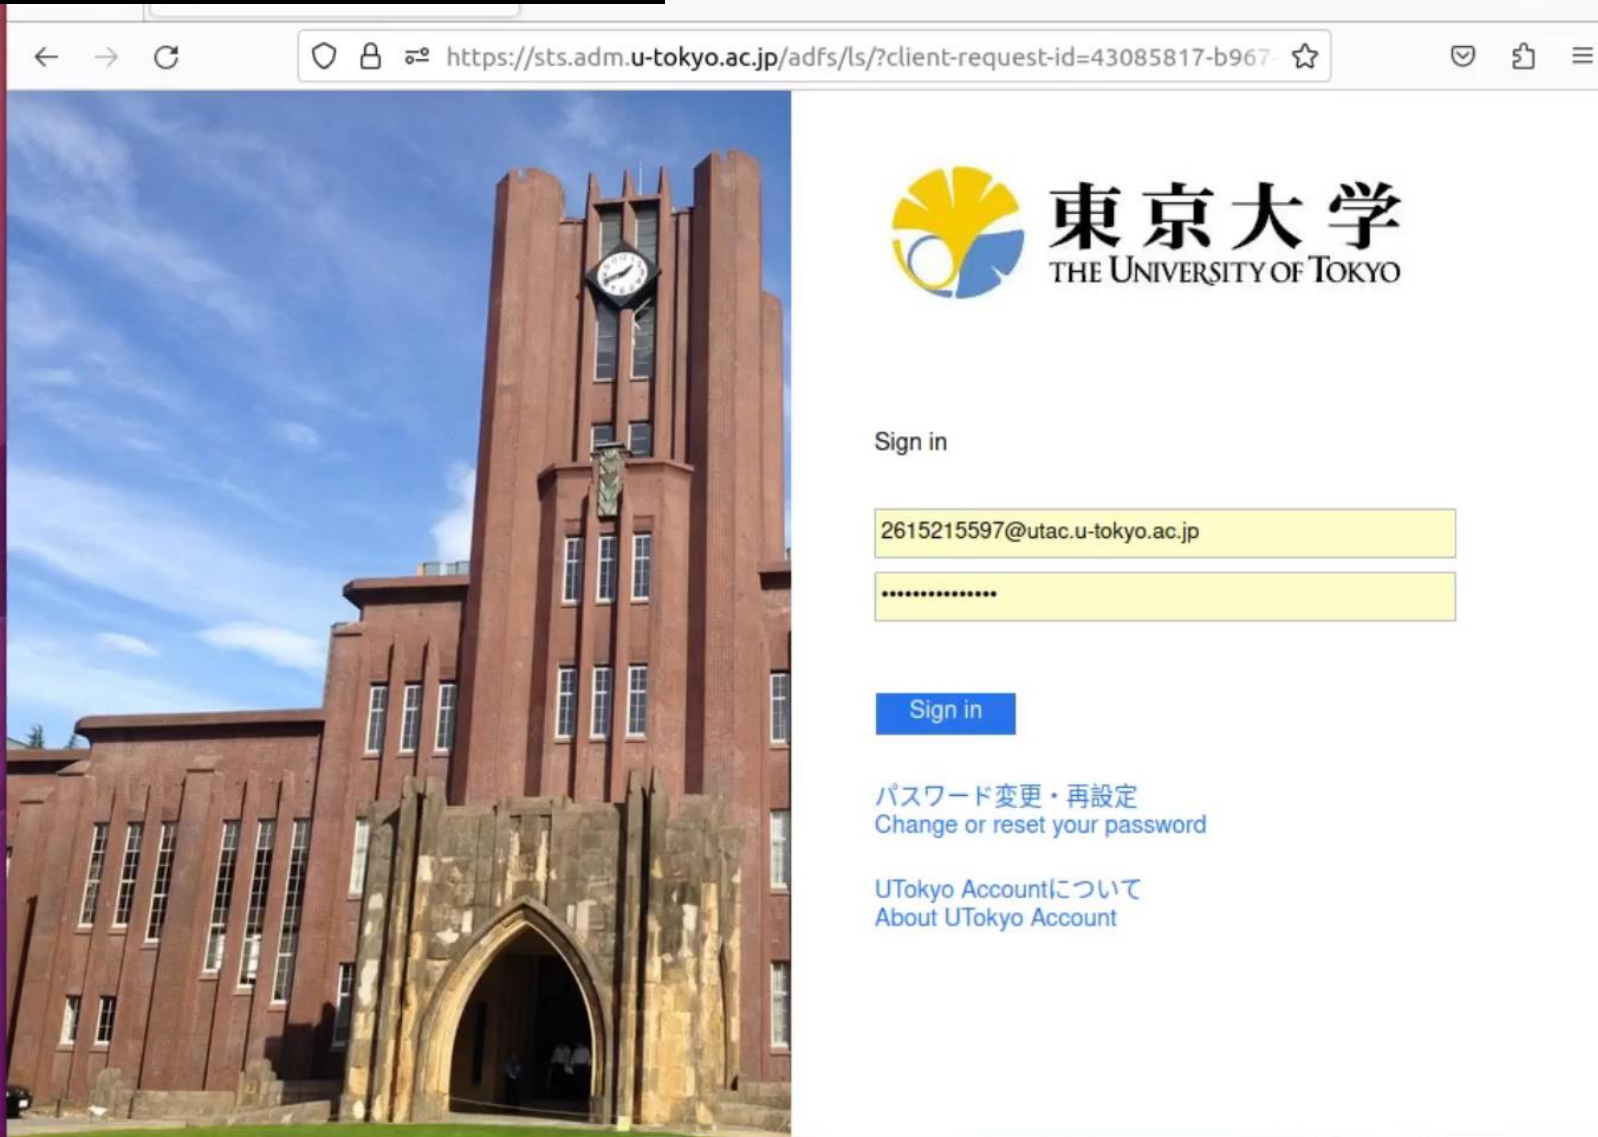 https://sts.adm.u-tokyo.ac.jp/adfs/ls/?client-request-id=43085817-b967-
東京大学
THE UNIVERSITY OF TOKYO
Sign in
2615215597@utac.u-tokyo.ac.jp
•••••••••••••••
Sign in
パスワード変更・再設定
Change or reset your password
UTokyo Accountについて
About UTokyo Account